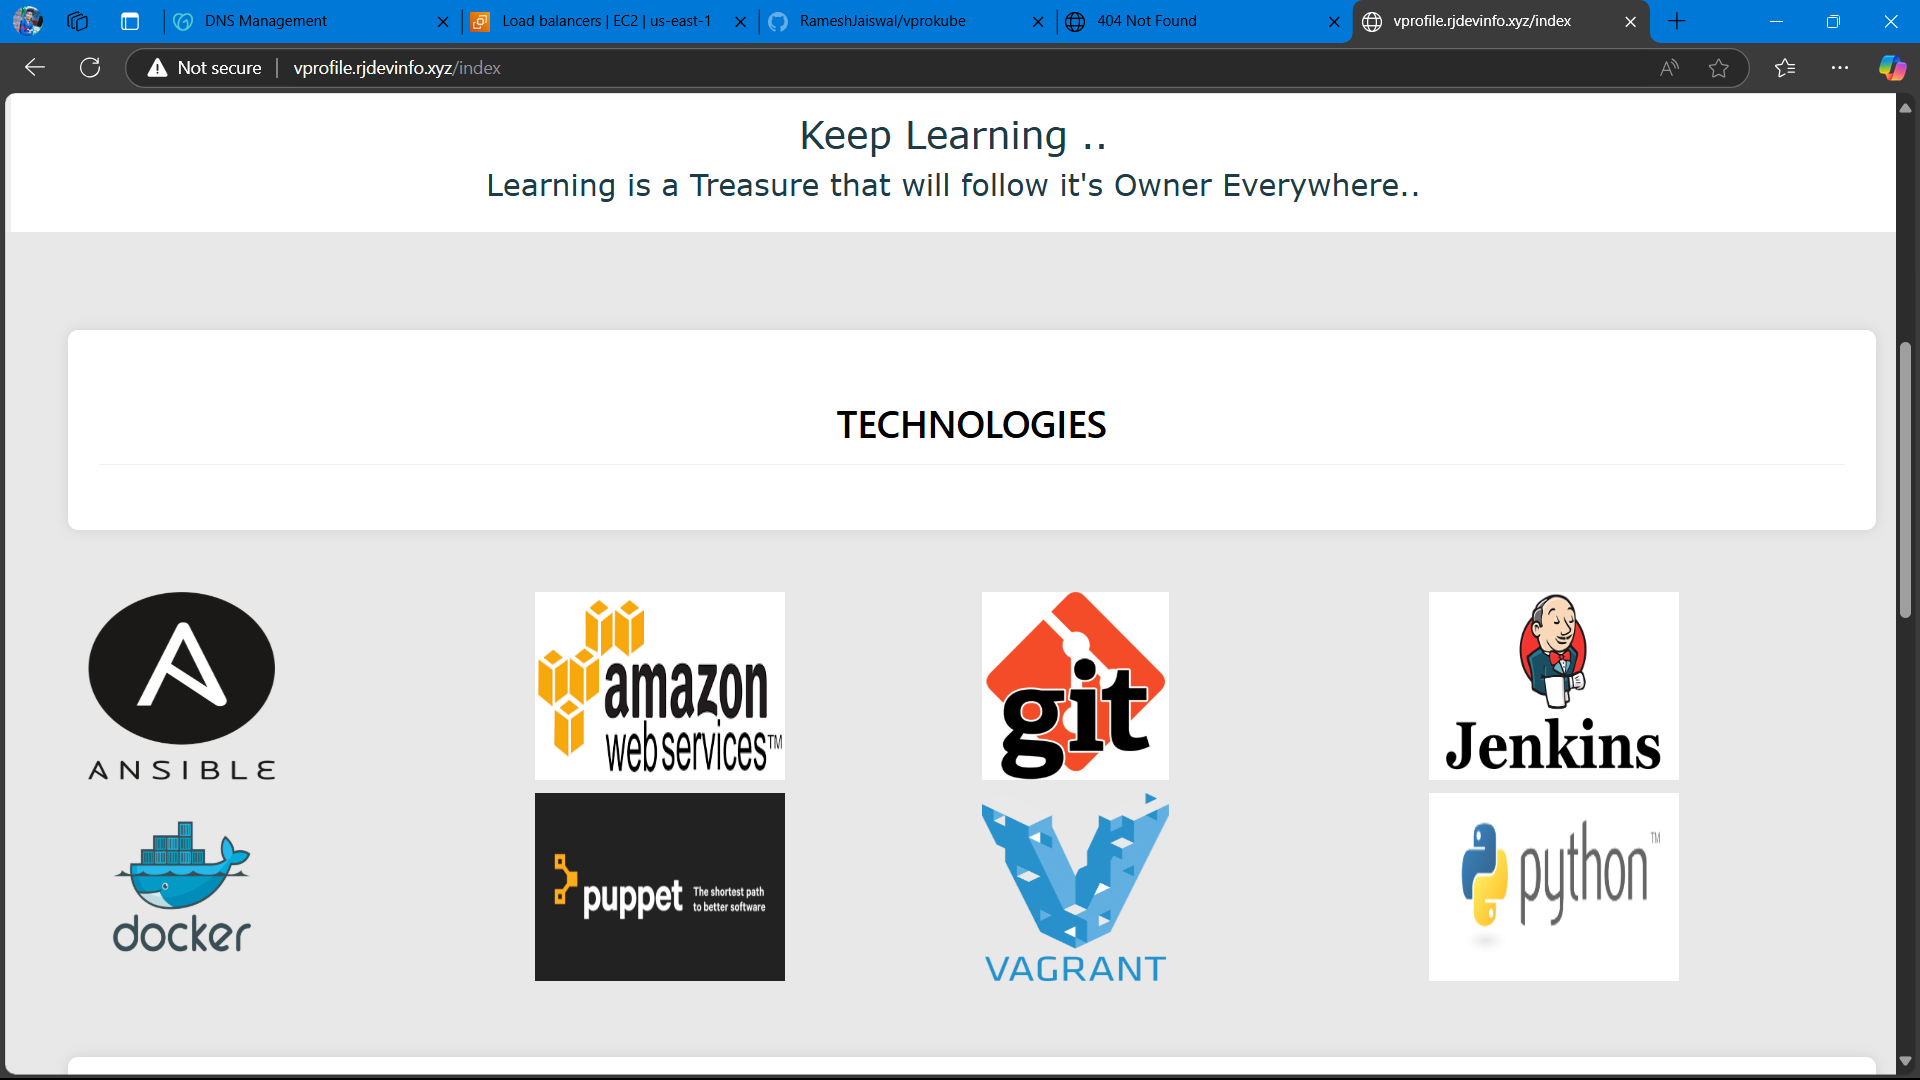 DNS Management
Load balancers | EC2 | us-east-1
RameshJaiswal/vprokube
404 Not Found
vprofile.rjdevinfo.xyz/index
Not secure
vprofile.rjdevinfo.xyz/index
Keep Learning ..
Learning is a Treasure that will follow it's Owner Everywhere..
TECHNOLOGIES
ANSIBLE
amazon
webservices™
git
Jenkins
docker
puppet
The shortest path
to better software
VAGRANT
python™